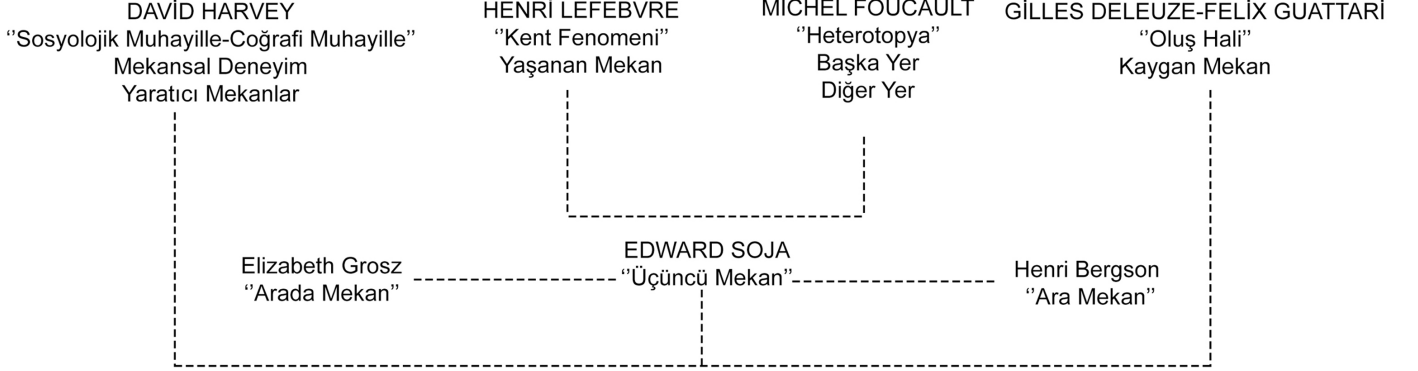 DAVİD HARVEY
‘’Sosyolojik Muhayille-Coğrafi Muhayille’’
Mekansal Deneyim
Yaratıcı Mekanlar
HENRİ LEFEBVRE
‘’Kent Fenomeni’’
Yaşanan Mekan
MICHEL FOUCAULT
‘’Heterotopya’’
Başka Yer
Diğer Yer
GİLLES DELEUZE-FELİX GUATTARİ
‘’Oluş Hali’’
Kaygan Mekan
Elizabeth Grosz
‘’Arada Mekan’’
EDWARD SOJA
‘’Üçüncü Mekan’’
Henri Bergson
‘’Ara Mekan’’